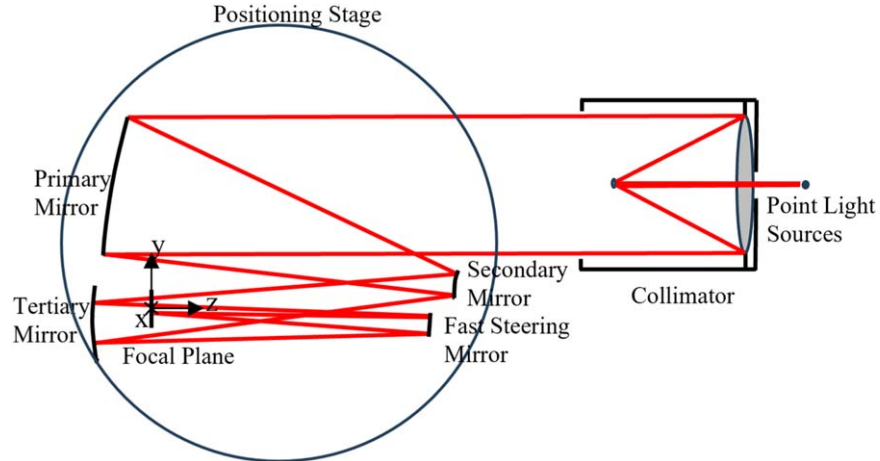 Positioning Stage
Primary
Mirror
Point Light
Sources
y
Secondary
Mirror
Tertiary
Mirror
z
x
Fast Steering
Mirror
Collimator
Focal Plane